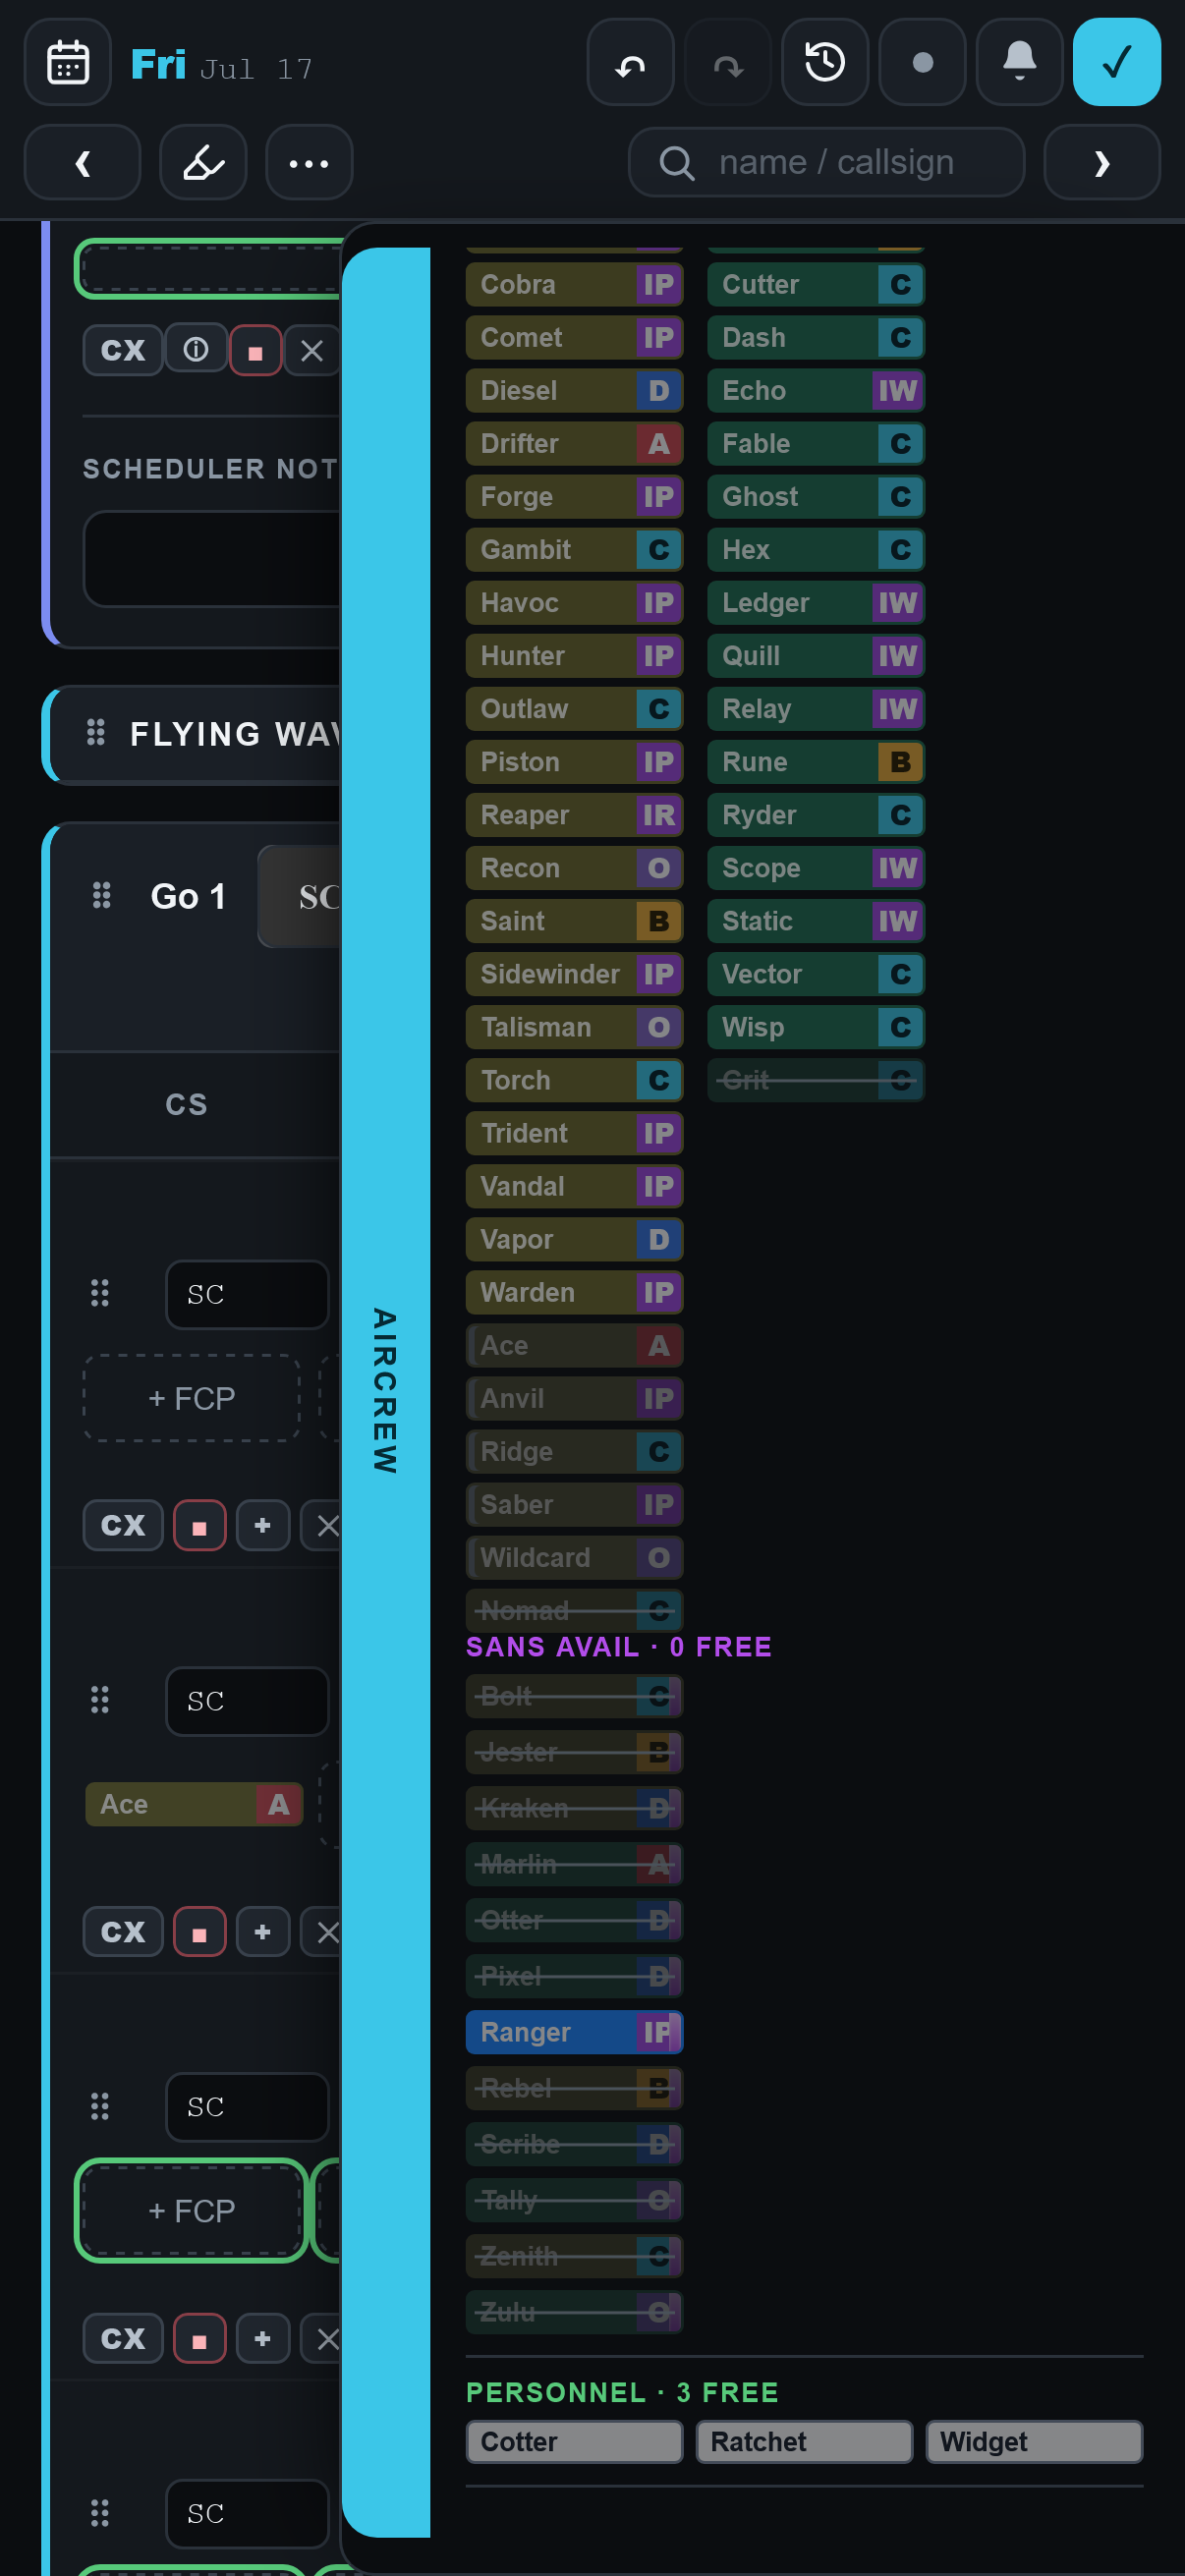 Fri Jul 17
name / callsign
CX
SCHEDULER NOT
FLYING WAV
Go 1 SC
CS
SC
+ FCP
CX +
SC
Ace A
CX +
SC
+ FCP
CX +
SC
AIRCREW
Cobra IP
Comet IP
Diesel D
Drifter A
Forge IP
Gambit C
Havoc IP
Hunter IP
Outlaw C
Piston IP
Reaper IR
Recon O
Saint B
Sidewinder IP
Talisman O
Torch C
Trident IP
Vandal IP
Vapor D
Warden IP
Ace A
Anvil IP
Ridge C
Saber IP
Wildcard O
Nomad C
Cutter C
Dash C
Echo IW
Fable C
Ghost C
Hex C
Ledger IW
Quill IW
Relay IW
Rune B
Ryder C
Scope IW
Static IW
Vector C
Wisp C
Grit C
SANS AVAIL · 0 FREE
Bolt C
Jester B
Kraken D
Marlin A
Otter D
Pixel D
Ranger IP
Rebel B
Scribe D
Tally O
Zenith C
Zulu O
PERSONNEL · 3 FREE
Cotter Ratchet Widget